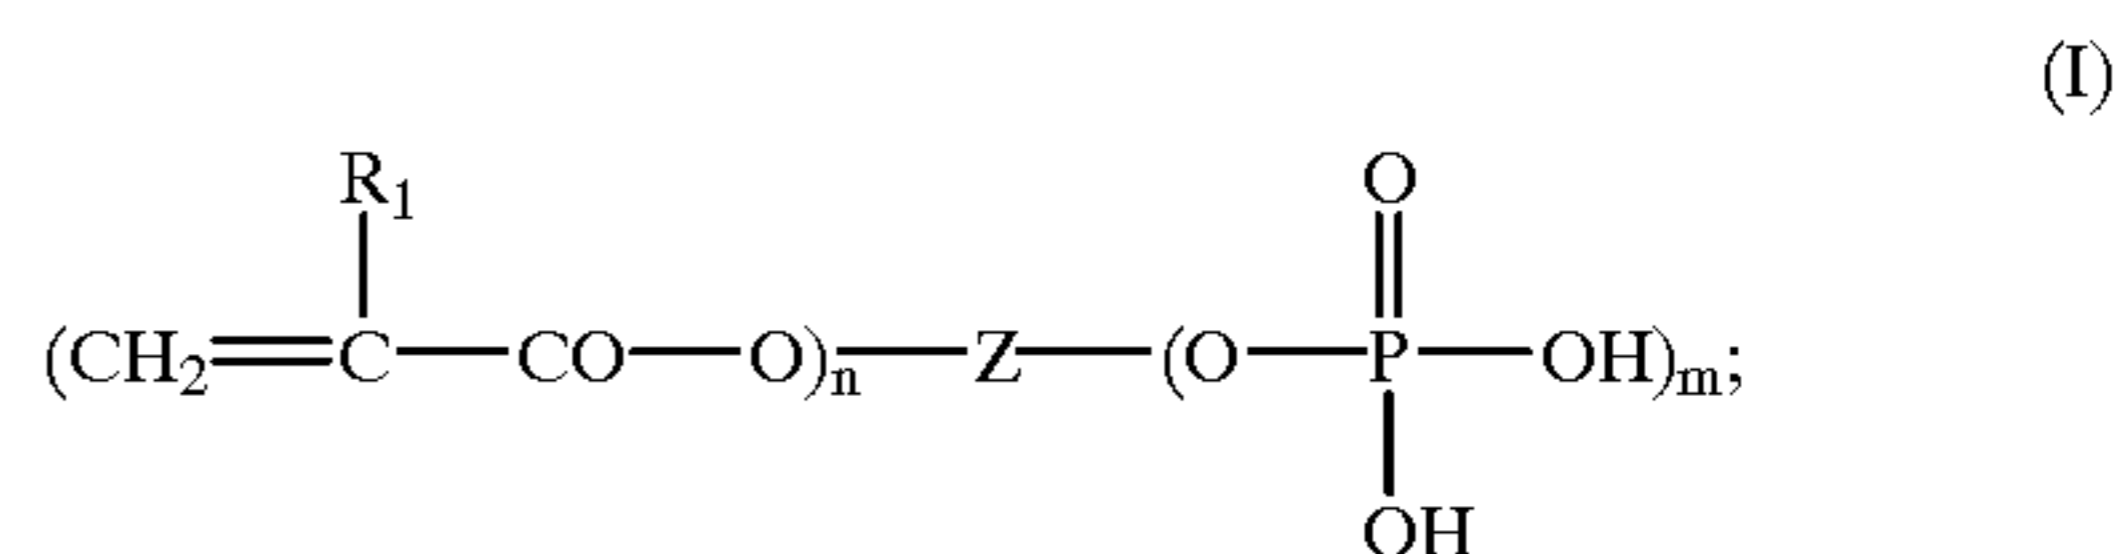 (I)
R1 O
(CH2=C—CO—O)n—Z—(O—P—OH)m;
OH